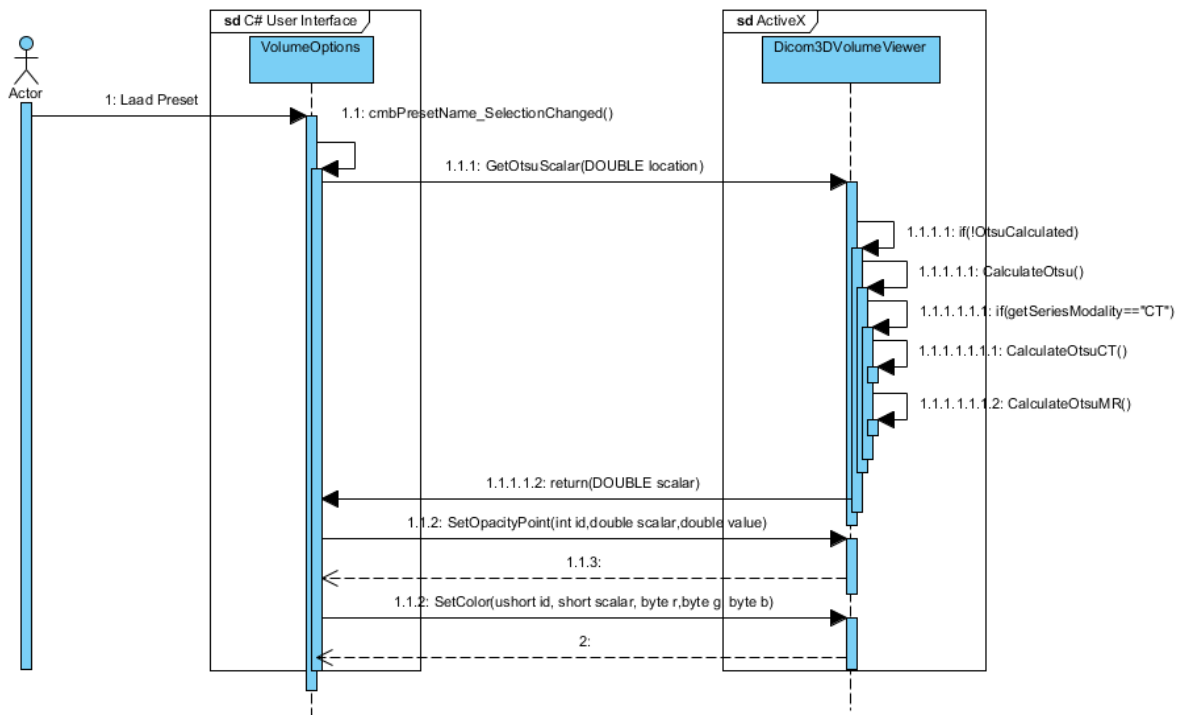 sd C# User Interface
sd ActiveX
VolumeOptions
Dicom3DVolumeViewer
Actor
1: Laad Preset
1.1: cmbPresetName_SelectionChanged()
1.1.1: GetOtsuScalar(DOUBLE location)
1.1.1.1: if(!OtsuCalculated)
1.1.1.1.1: CalculateOtsu()
1.1.1.1.1.1: if(getSeriesModality=="CT")
1.1.1.1.1.1.1: CalculateOtsuCT()
1.1.1.1.1.1.2: CalculateOtsuMR()
1.1.1.1.2: return(DOUBLE scalar)
1.1.2: SetOpacityPoint(int id,double scalar,double value)
1.1.3:
1.1.2: SetColor(ushort id, short scalar, byte r,byte g, byte b)
2: